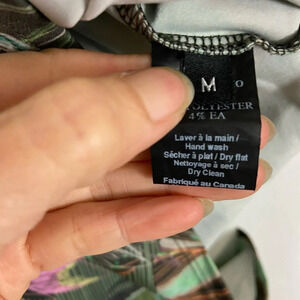 M
POLYESTER
4% EA
Laver à la main /
Hand wash
Sécher à plat / Dry flat
Nettoyage à sec /
Dry Clean
Fabriqué au Canada